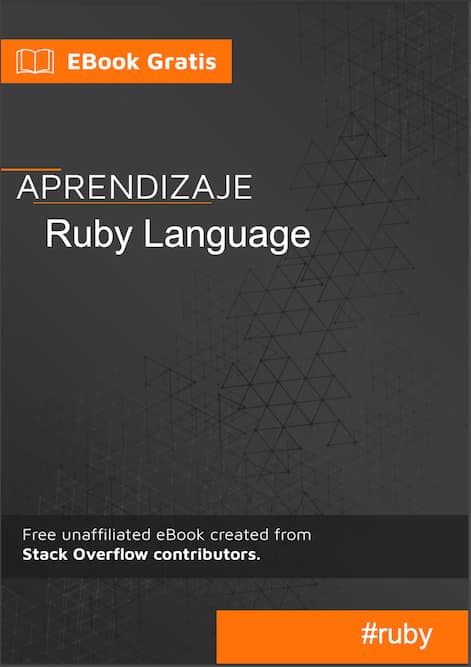 EBook Gratis
APRENDIZAJE
Ruby Language
Free unaffiliated eBook created from
Stack Overflow contributors.
#ruby